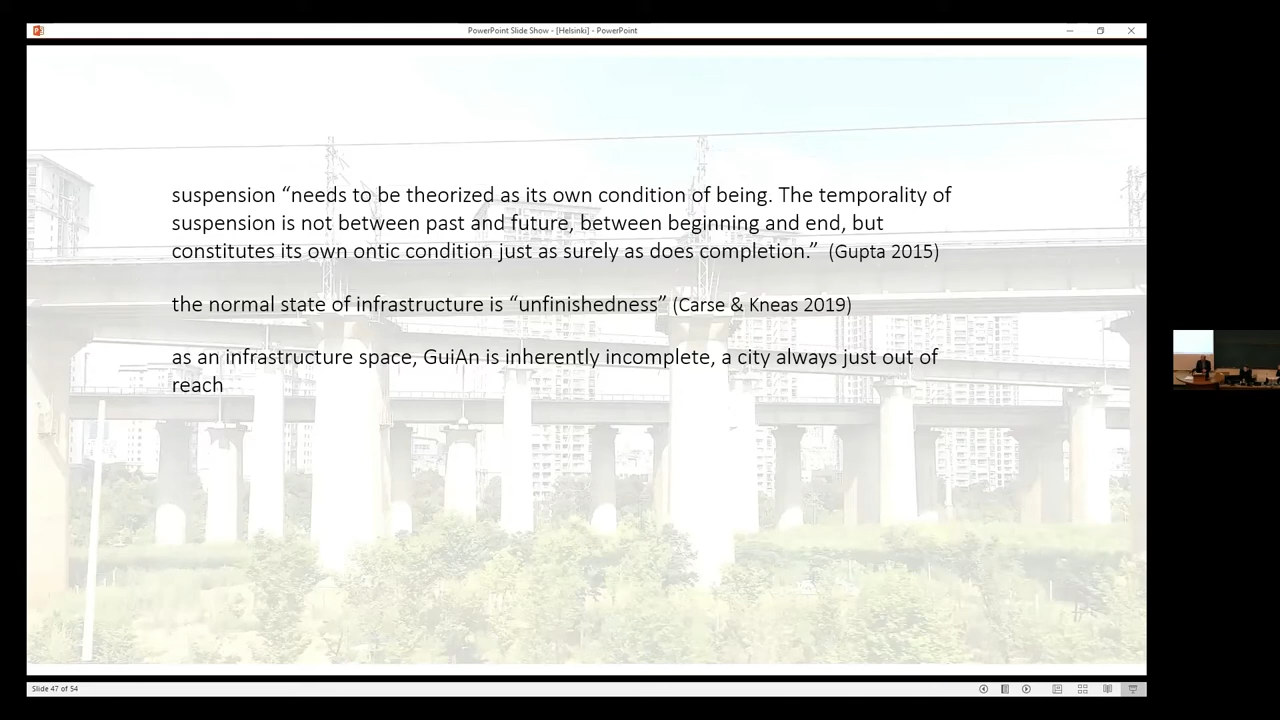 PowerPoint Slide Show - [Helsinki] - PowerPoint
suspension “needs to be theorized as its own condition of being. The temporality of
suspension is not between past and future, between beginning and end, but
constitutes its own ontic condition just as surely as does completion.” (Gupta 2015)
the normal state of infrastructure is “unfinishedness” (Carse & Kneas 2019)
as an infrastructure space, GuiAn is inherently incomplete, a city always just out of
reach
Slide 47 of 54